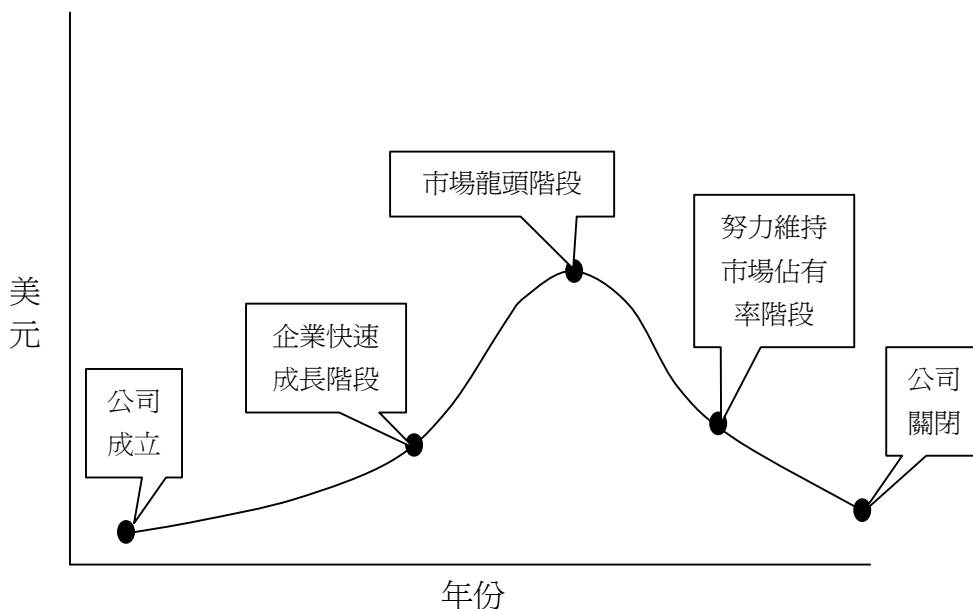 市場龍頭階段
努力維持
市場佔有
率階段
美
元
企業快速
成長階段
公司
成立
公司
關閉
年份